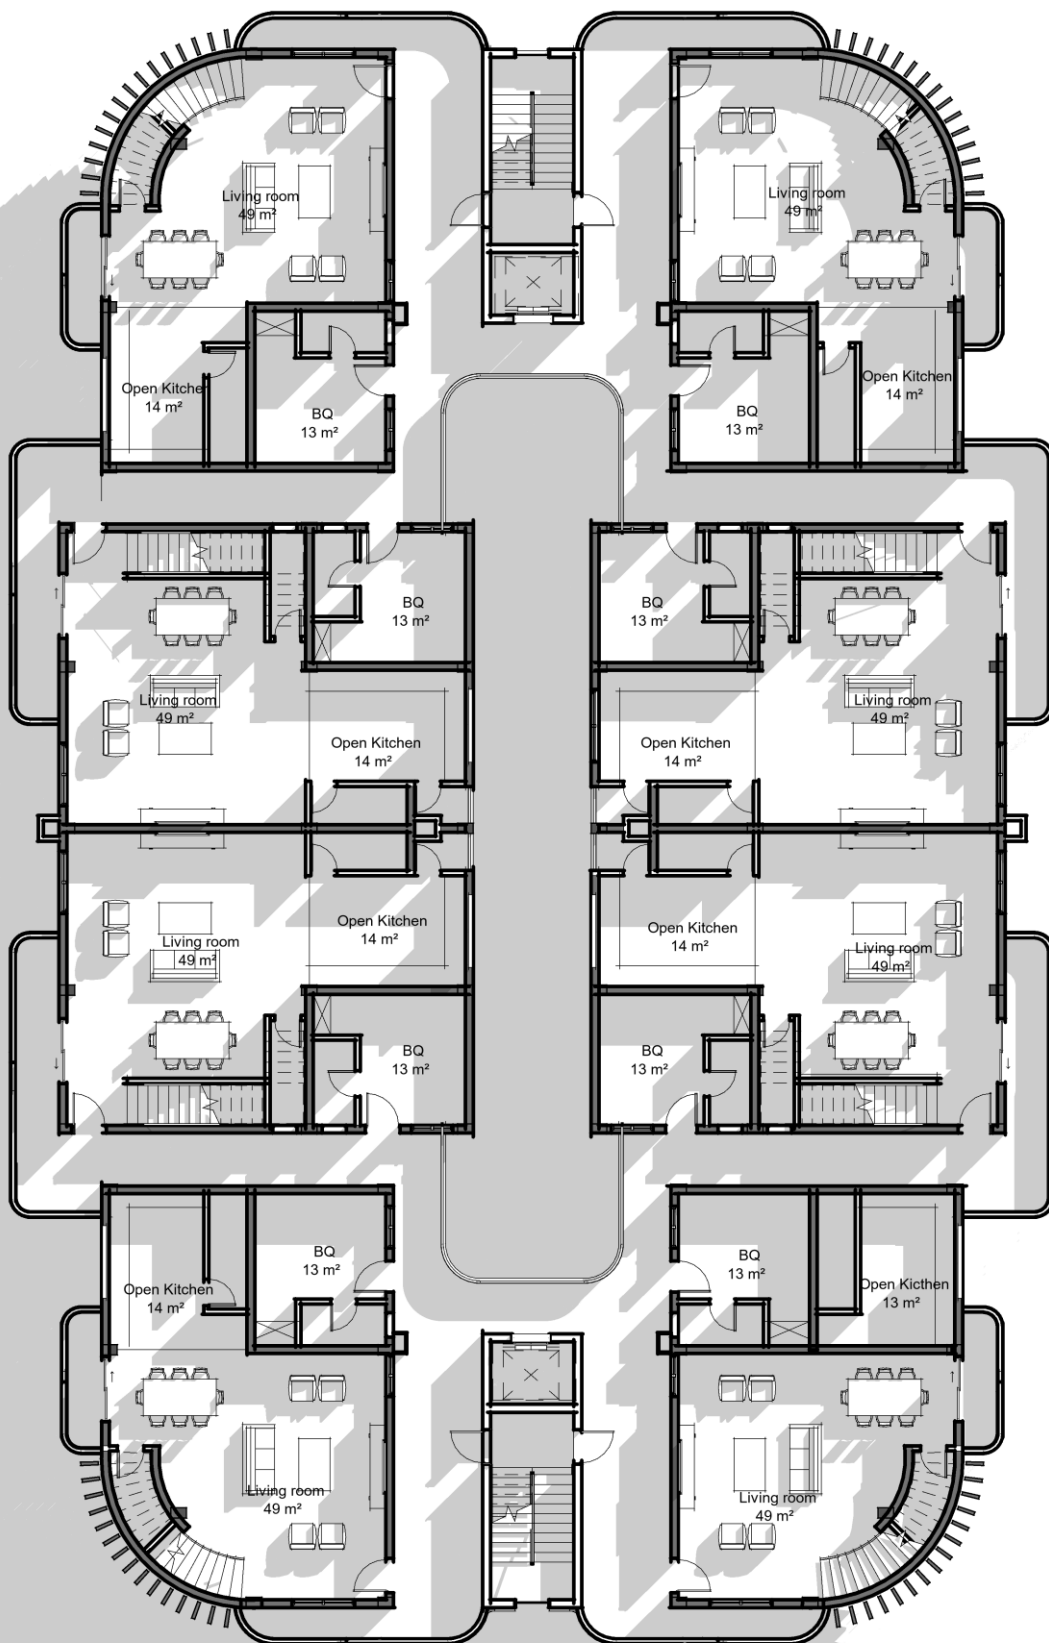 Living room
49 m²
Living room
49 m²
Open Kitchen
14 m²
BQ
13 m²
BQ
13 m²
Open Kitchen
14 m²
BQ
13 m²
BQ
13 m²
Living room
49 m²
Living room
49 m²
Open Kitchen
14 m²
Open Kitchen
14 m²
Living room
49 m²
Open Kitchen
14 m²
Open Kitchen
14 m²
Living room
49 m²
BQ
13 m²
BQ
13 m²
Open Kitchen
14 m²
BQ
13 m²
BQ
13 m²
Open Kicthen
13 m²
Living room
49 m²
Living room
49 m²